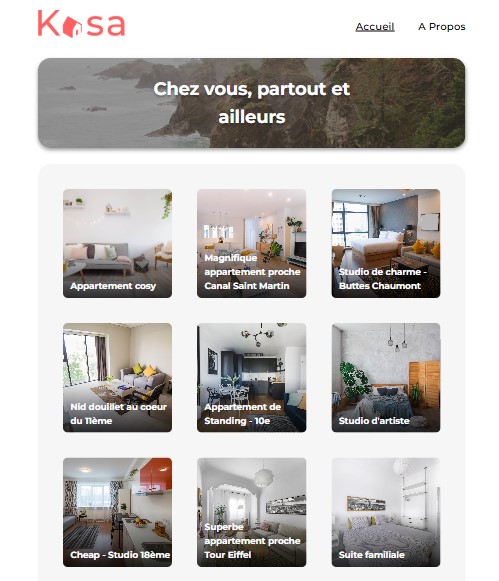 Kasa
Accueil
A Propos
Chez vous, partout et
ailleurs
Appartement cosy
Magnifique
appartement proche
Canal Saint Martin
Studio de charme -
Buttes Chaumont
Nid douillet au coeur
du 11ème
Appartement de
Standing - 10e
Studio d'artiste
Cheap - Studio 18ème
Superbe
appartement proche
Tour Eiffel
Suite familiale